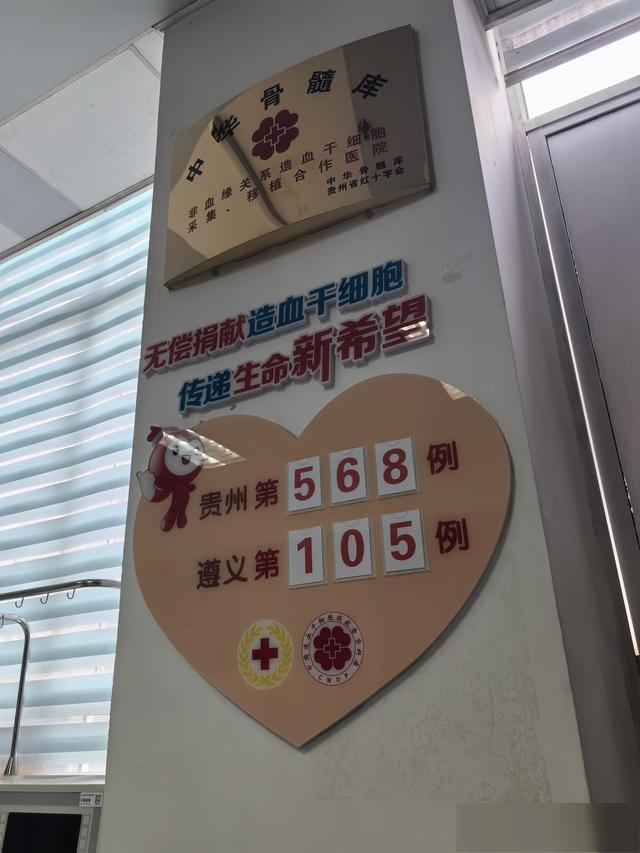 中华骨髓库
非血缘关系造血干细胞
采集、移植合作医院
中华骨髓库
贵州省红十字会
无偿捐献造血干细胞
传递生命新希望
贵州第568例
遵义第105例
CMDP